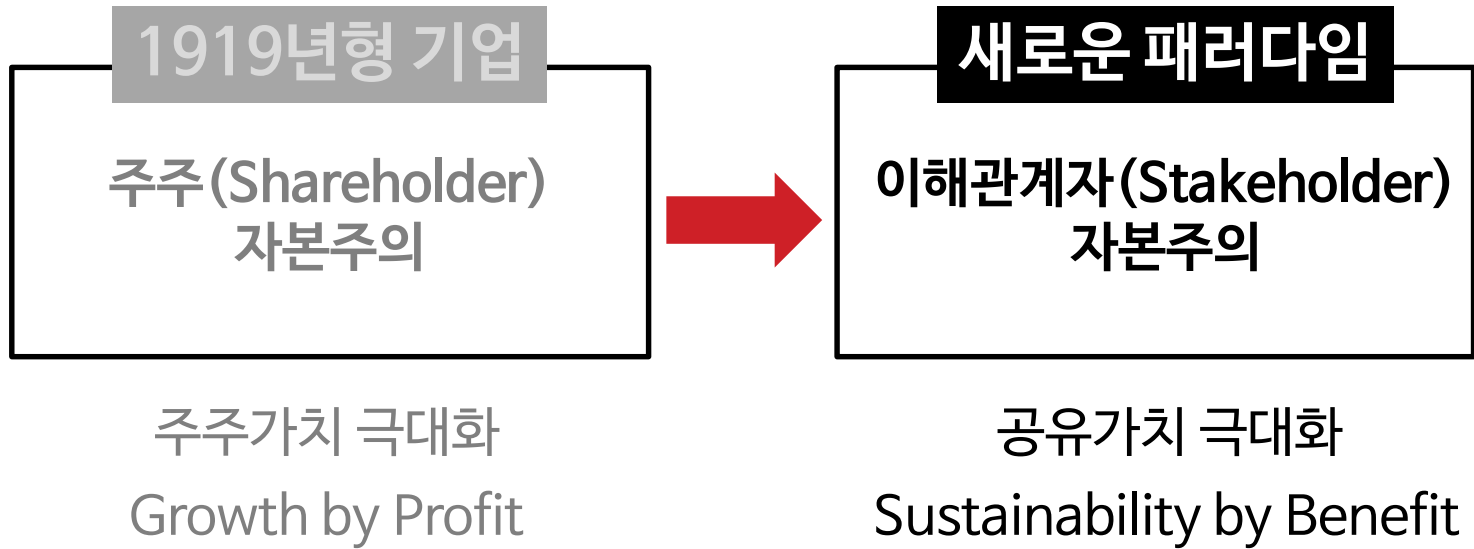 1919년형 기업
주주(Shareholder)
자본주의
주주가치 극대화
Growth by Profit
새로운 패러다임
이해관계자(Stakeholder)
자본주의
공유가치 극대화
Sustainability by Benefit